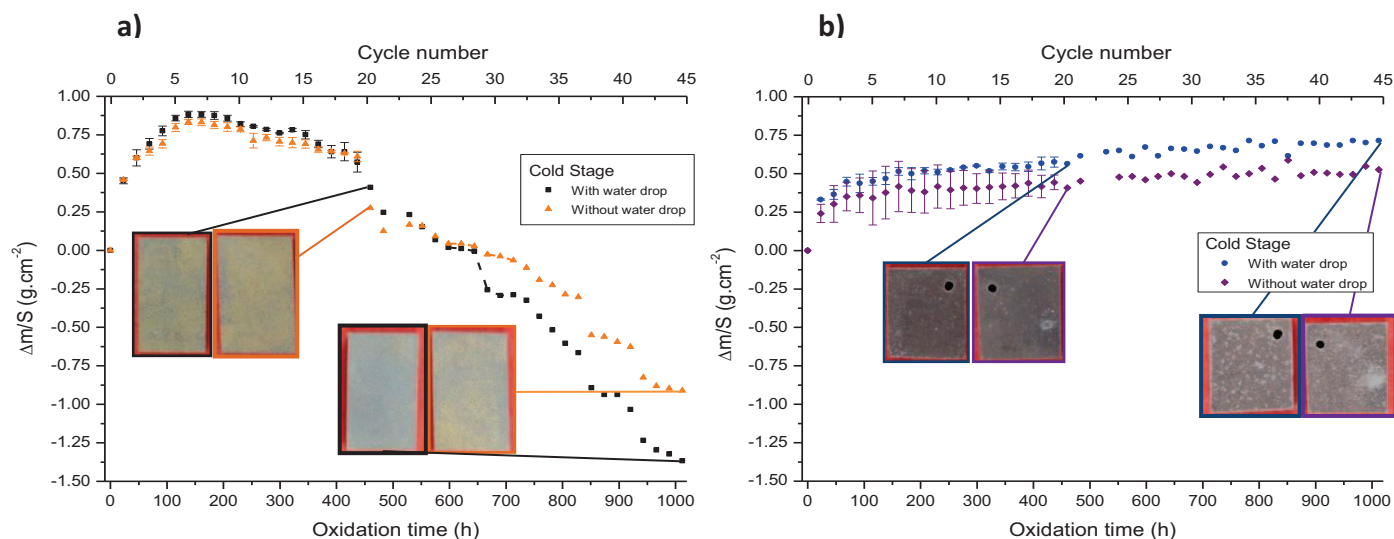 a)
Cycle number
0 5 10 15 20 25 30 35 40 45
1.00
0.75
0.50
0.25
0.00
-0.25
-0.50
-0.75
-1.00
-1.25
-1.50
Δm/S (g.cm-2)
Cold Stage
With water drop
Without water drop
0 100 200 300 400 500 600 700 800 900 1000
Oxidation time (h)
b)
Cycle number
0 5 10 15 20 25 30 35 40 45
1.00
0.75
0.50
0.25
0.00
-0.25
-0.50
-0.75
-1.00
-1.25
-1.50
Δm/S (g.cm-2)
Cold Stage
With water drop
Without water drop
0 100 200 300 400 500 600 700 800 900 1000
Oxidation time (h)